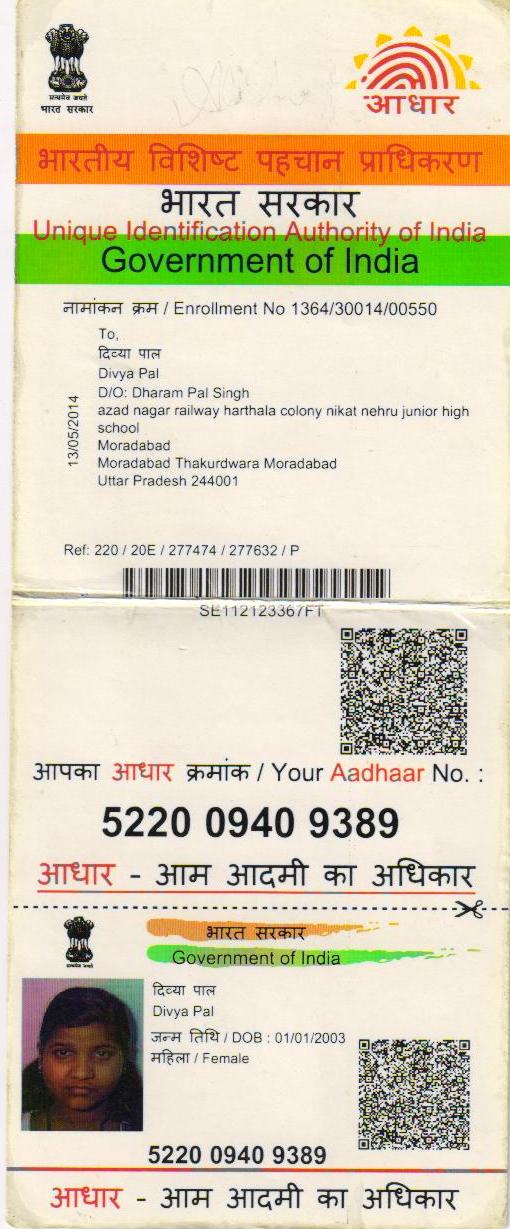 सत्यमेव जयते
भारत सरकार
आधार
भारतीय विशिष्ट पहचान प्राधिकरण
भारत सरकार
Unique Identification Authority of India
Government of India
नामांकन क्रम / Enrollment No 1364/30014/00550
To,
दिव्या पाल
Divya Pal
D/O: Dharam Pal Singh
azad nagar railway harthala colony nikat nehru junior high
school
Moradabad
Moradabad Thakurdwara Moradabad
Uttar Pradesh 244001
13/05/2014
Ref: 220 / 20E / 277474 / 277632 / P
SE112123367FT
आपका आधार क्रमांक / Your Aadhaar No. :
5220 0940 9389
आधार - आम आदमी का अधिकार
भारत सरकार
Government of India
दिव्या पाल
Divya Pal
जन्म तिथि / DOB : 01/01/2003
महिला / Female
5220 0940 9389
आधार - आम आदमी का अधिकार